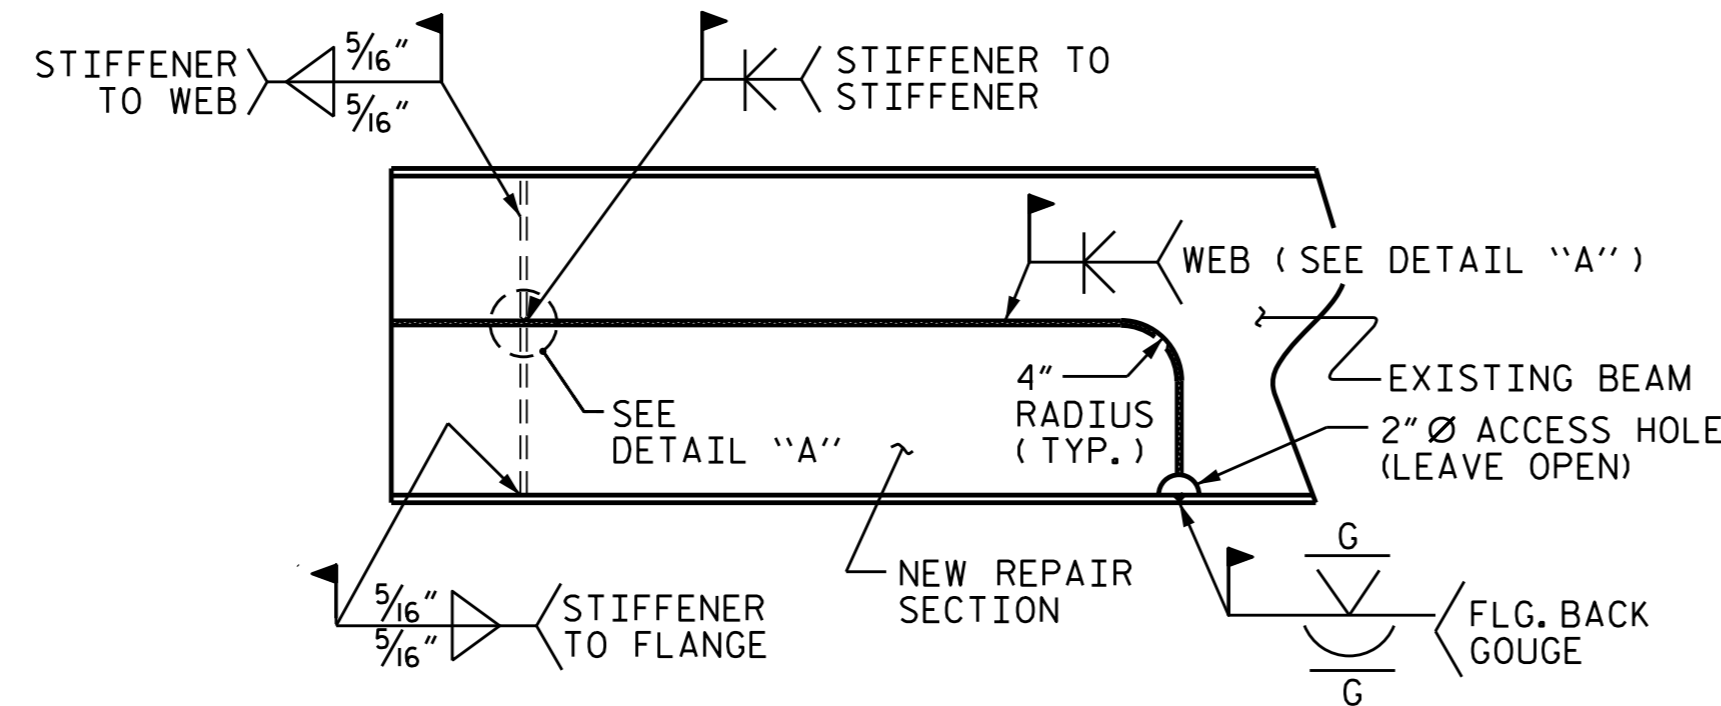 STIFFENER
TO WEB
5/16"
5/16"
STIFFENER TO
STIFFENER
WEB (SEE DETAIL "A")
4"
RADIUS
(TYP.)
EXISTING BEAM
2" Ø ACCESS HOLE
(LEAVE OPEN)
SEE
DETAIL "A"
NEW REPAIR
SECTION
5/16"
5/16"
STIFFENER
TO FLANGE
G
G
FLG. BACK
GOUGE